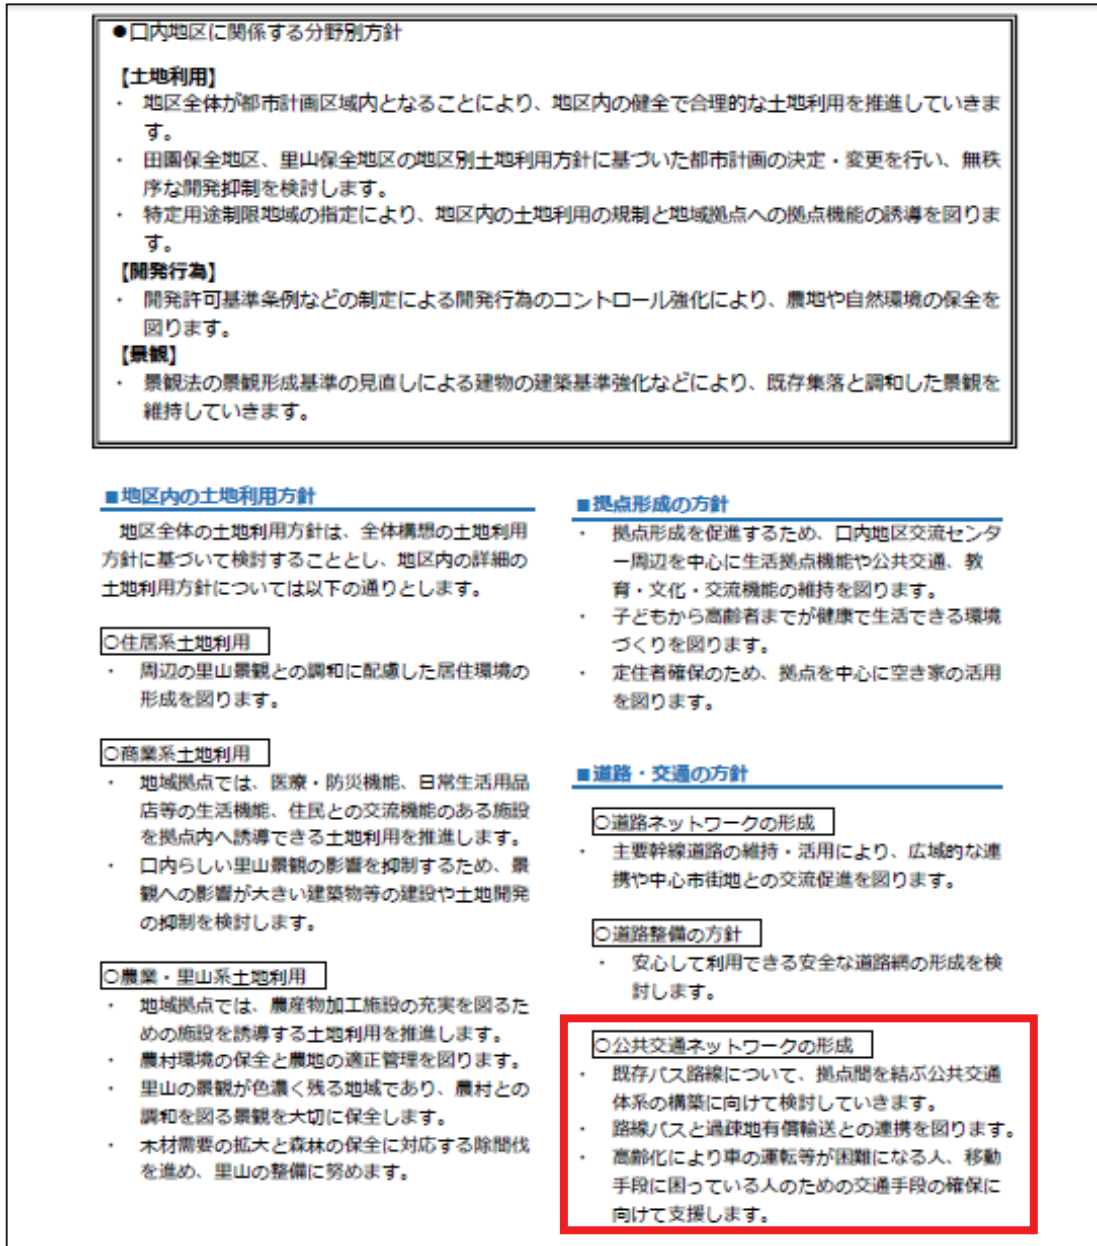 ●口内地区に関係する分野別方針
【土地利用】
・ 地区全体が都市計画区域内となることにより、地区内の健全で合理的な土地利用を推進していきま
す。
・ 田園保全地区、里山保全地区の地区別土地利用方針に基づいた都市計画の決定・変更を行い、無秩
序な開発抑制を検討します。
・ 特定用途制限地域の指定により、地区内の土地利用の規制と地域拠点への拠点機能の誘導を図りま
す。
【開発行為】
・ 開発許可基準条例などの制定による開発行為のコントロール強化により、農地や自然環境の保全を
図ります。
【景観】
・ 景観法の景観形成基準の見直しによる建物の建築基準強化などにより、既存集落と調和した景観を
維持していきます。
■地区内の土地利用方針
地区全体の土地利用方針は、全体構想の土地利用
方針に基づいて検討することとし、地区内の詳細の
土地利用方針については以下の通りとします。
○住居系土地利用
・ 周辺の里山景観との調和に配慮した居住環境の
形成を図ります。
○商業系土地利用
・ 地域拠点では、医療・防災機能、日常生活用品
店等の生活機能、住民との交流機能のある施設
を拠点内へ誘導できる土地利用を推進します。
・ 口内らしい里山景観の影響を抑制するため、景
観への影響が大きい建築物等の建設や土地開発
の抑制を検討します。
○農業・里山系土地利用
・ 地域拠点では、農産物加工施設の充実を図るた
めの施設を誘導する土地利用を推進します。
・ 農村環境の保全と農地の適正管理を図ります。
・ 里山の景観が色濃く残る地域であり、農村との
調和を図る景観を大切に保全します。
・ 木材需要の拡大と森林の保全に対応する除間伐
を進め、里山の整備に努めます。
■拠点形成の方針
・ 拠点形成を促進するため、口内地区交流センタ
ー周辺を中心に生活拠点機能や公共交通、教
育・文化・交流機能の維持を図ります。
・ 子どもから高齢者までが健康で生活できる環境
づくりを図ります。
・ 定住者確保のため、拠点を中心に空き家の活用
を図ります。
■道路・交通の方針
○道路ネットワークの形成
・ 主要幹線道路の維持・活用により、広域的な連
携や中心市街地との交流促進を図ります。
○道路整備の方針
・ 安心して利用できる安全な道路網の形成を検
討します。
○公共交通ネットワークの形成
・ 既存バス路線について、拠点間を結ぶ公共交通
体系の構築に向けて検討していきます。
・ 路線バスと過疎地有償輸送との連携を図ります。
・ 高齢化により車の運転等が困難になる人、移動
手段に困っている人のための交通手段の確保に
向けて支援します。